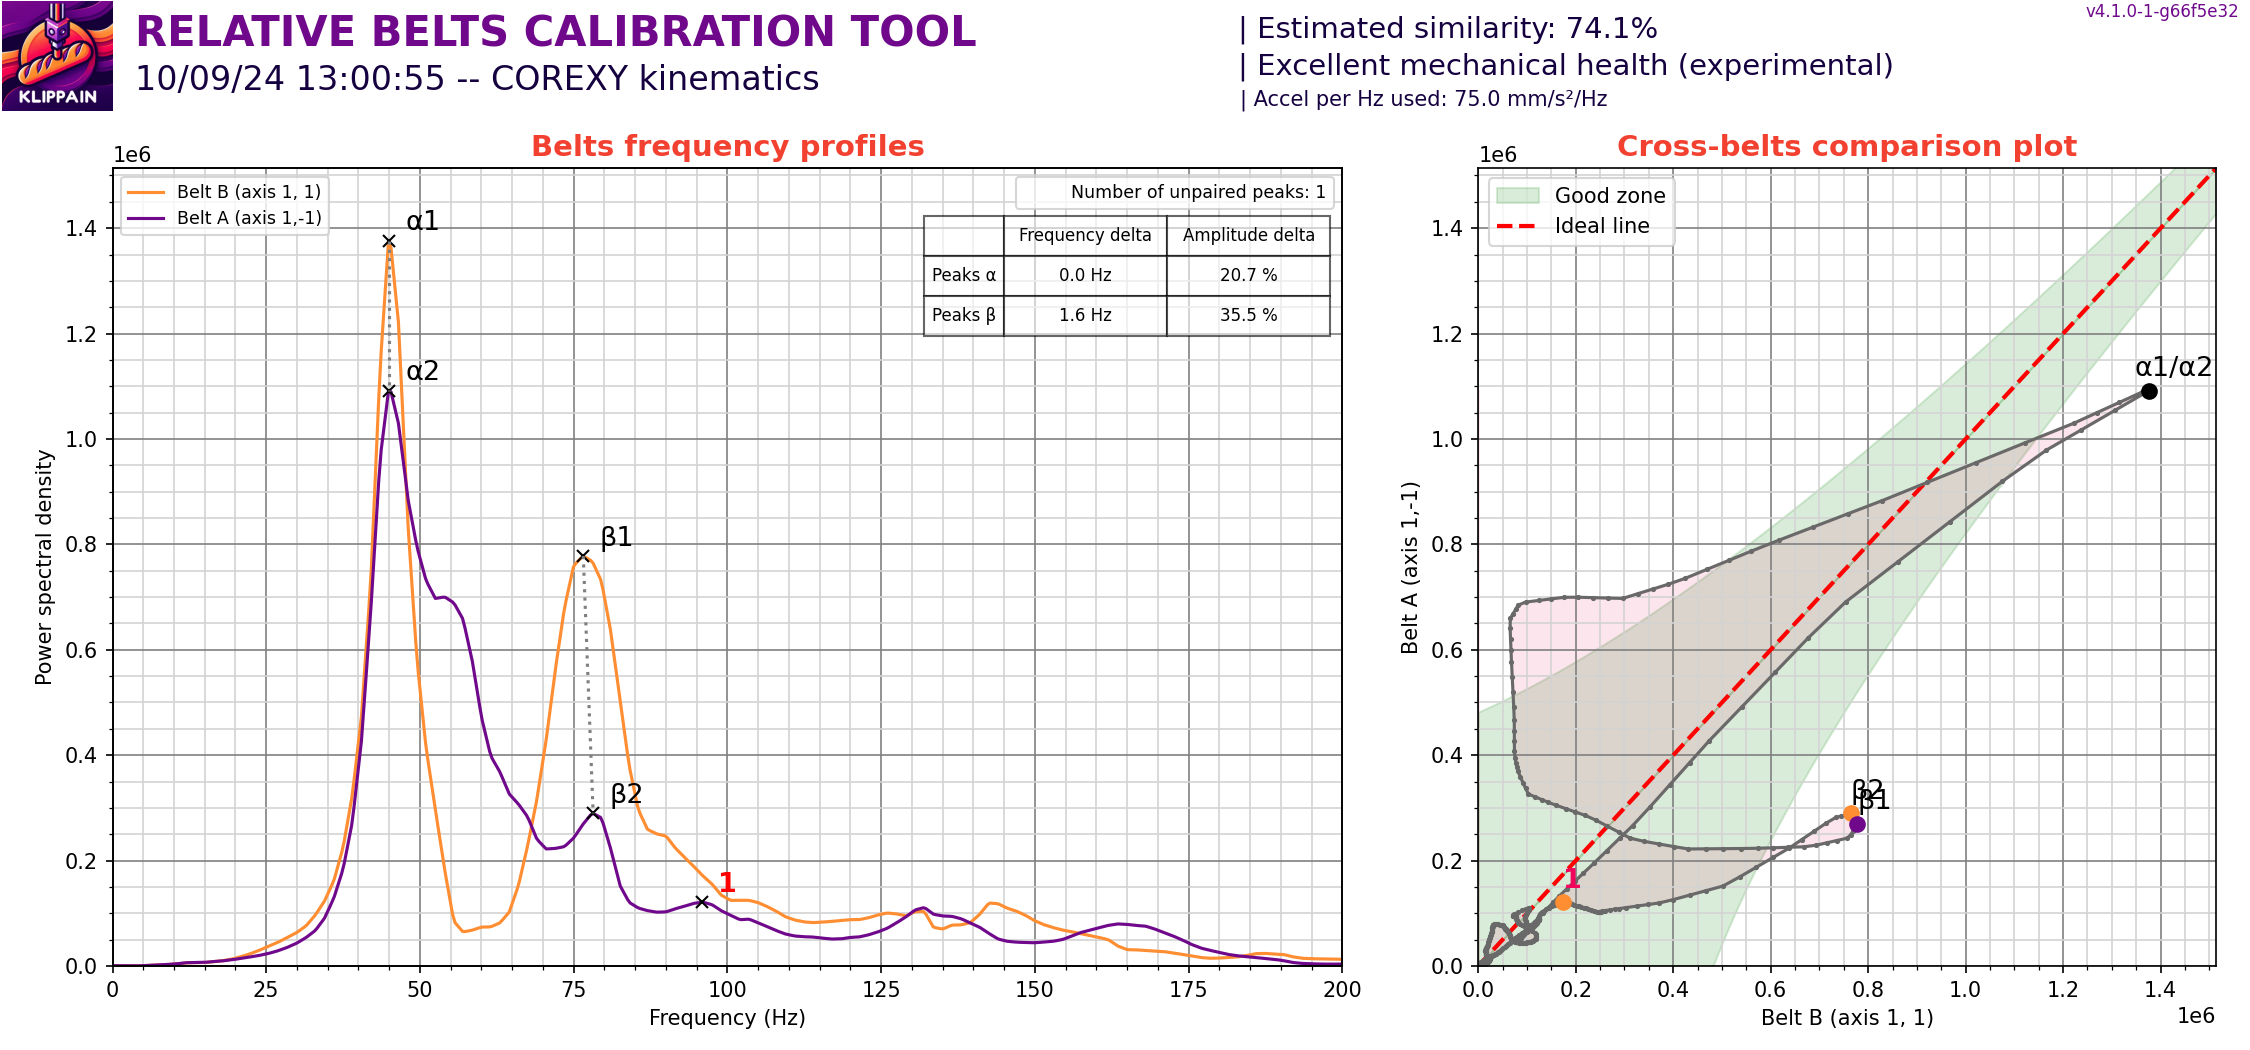 KLIPPAIN
RELATIVE BELTS CALIBRATION TOOL
10/09/24 13:00:55 -- COREXY kinematics
| Estimated similarity: 74.1%
| Excellent mechanical health (experimental)
| Accel per Hz used: 75.0 mm/s²/Hz
v4.1.0-1-g66f5e32
Belts frequency profiles
1e6
Belt B (axis 1, 1)
Belt A (axis 1,-1)
Number of unpaired peaks: 1
Frequency delta Amplitude delta
Peaks α 0.0 Hz 20.7 %
Peaks β 1.6 Hz 35.5 %
α1
α2
β1
β2
1
Power spectral density
1.4
1.2
1.0
0.8
0.6
0.4
0.2
0.0
0 25 50 75 100 125 150 175 200
Frequency (Hz)
Cross-belts comparison plot
1e6
Good zone
Ideal line
α1/α2
β2
β1
1
Belt A (axis 1,-1)
1.4
1.2
1.0
0.8
0.6
0.4
0.2
0.0
0.0 0.2 0.4 0.6 0.8 1.0 1.2 1.4
Belt B (axis 1, 1)
1e6